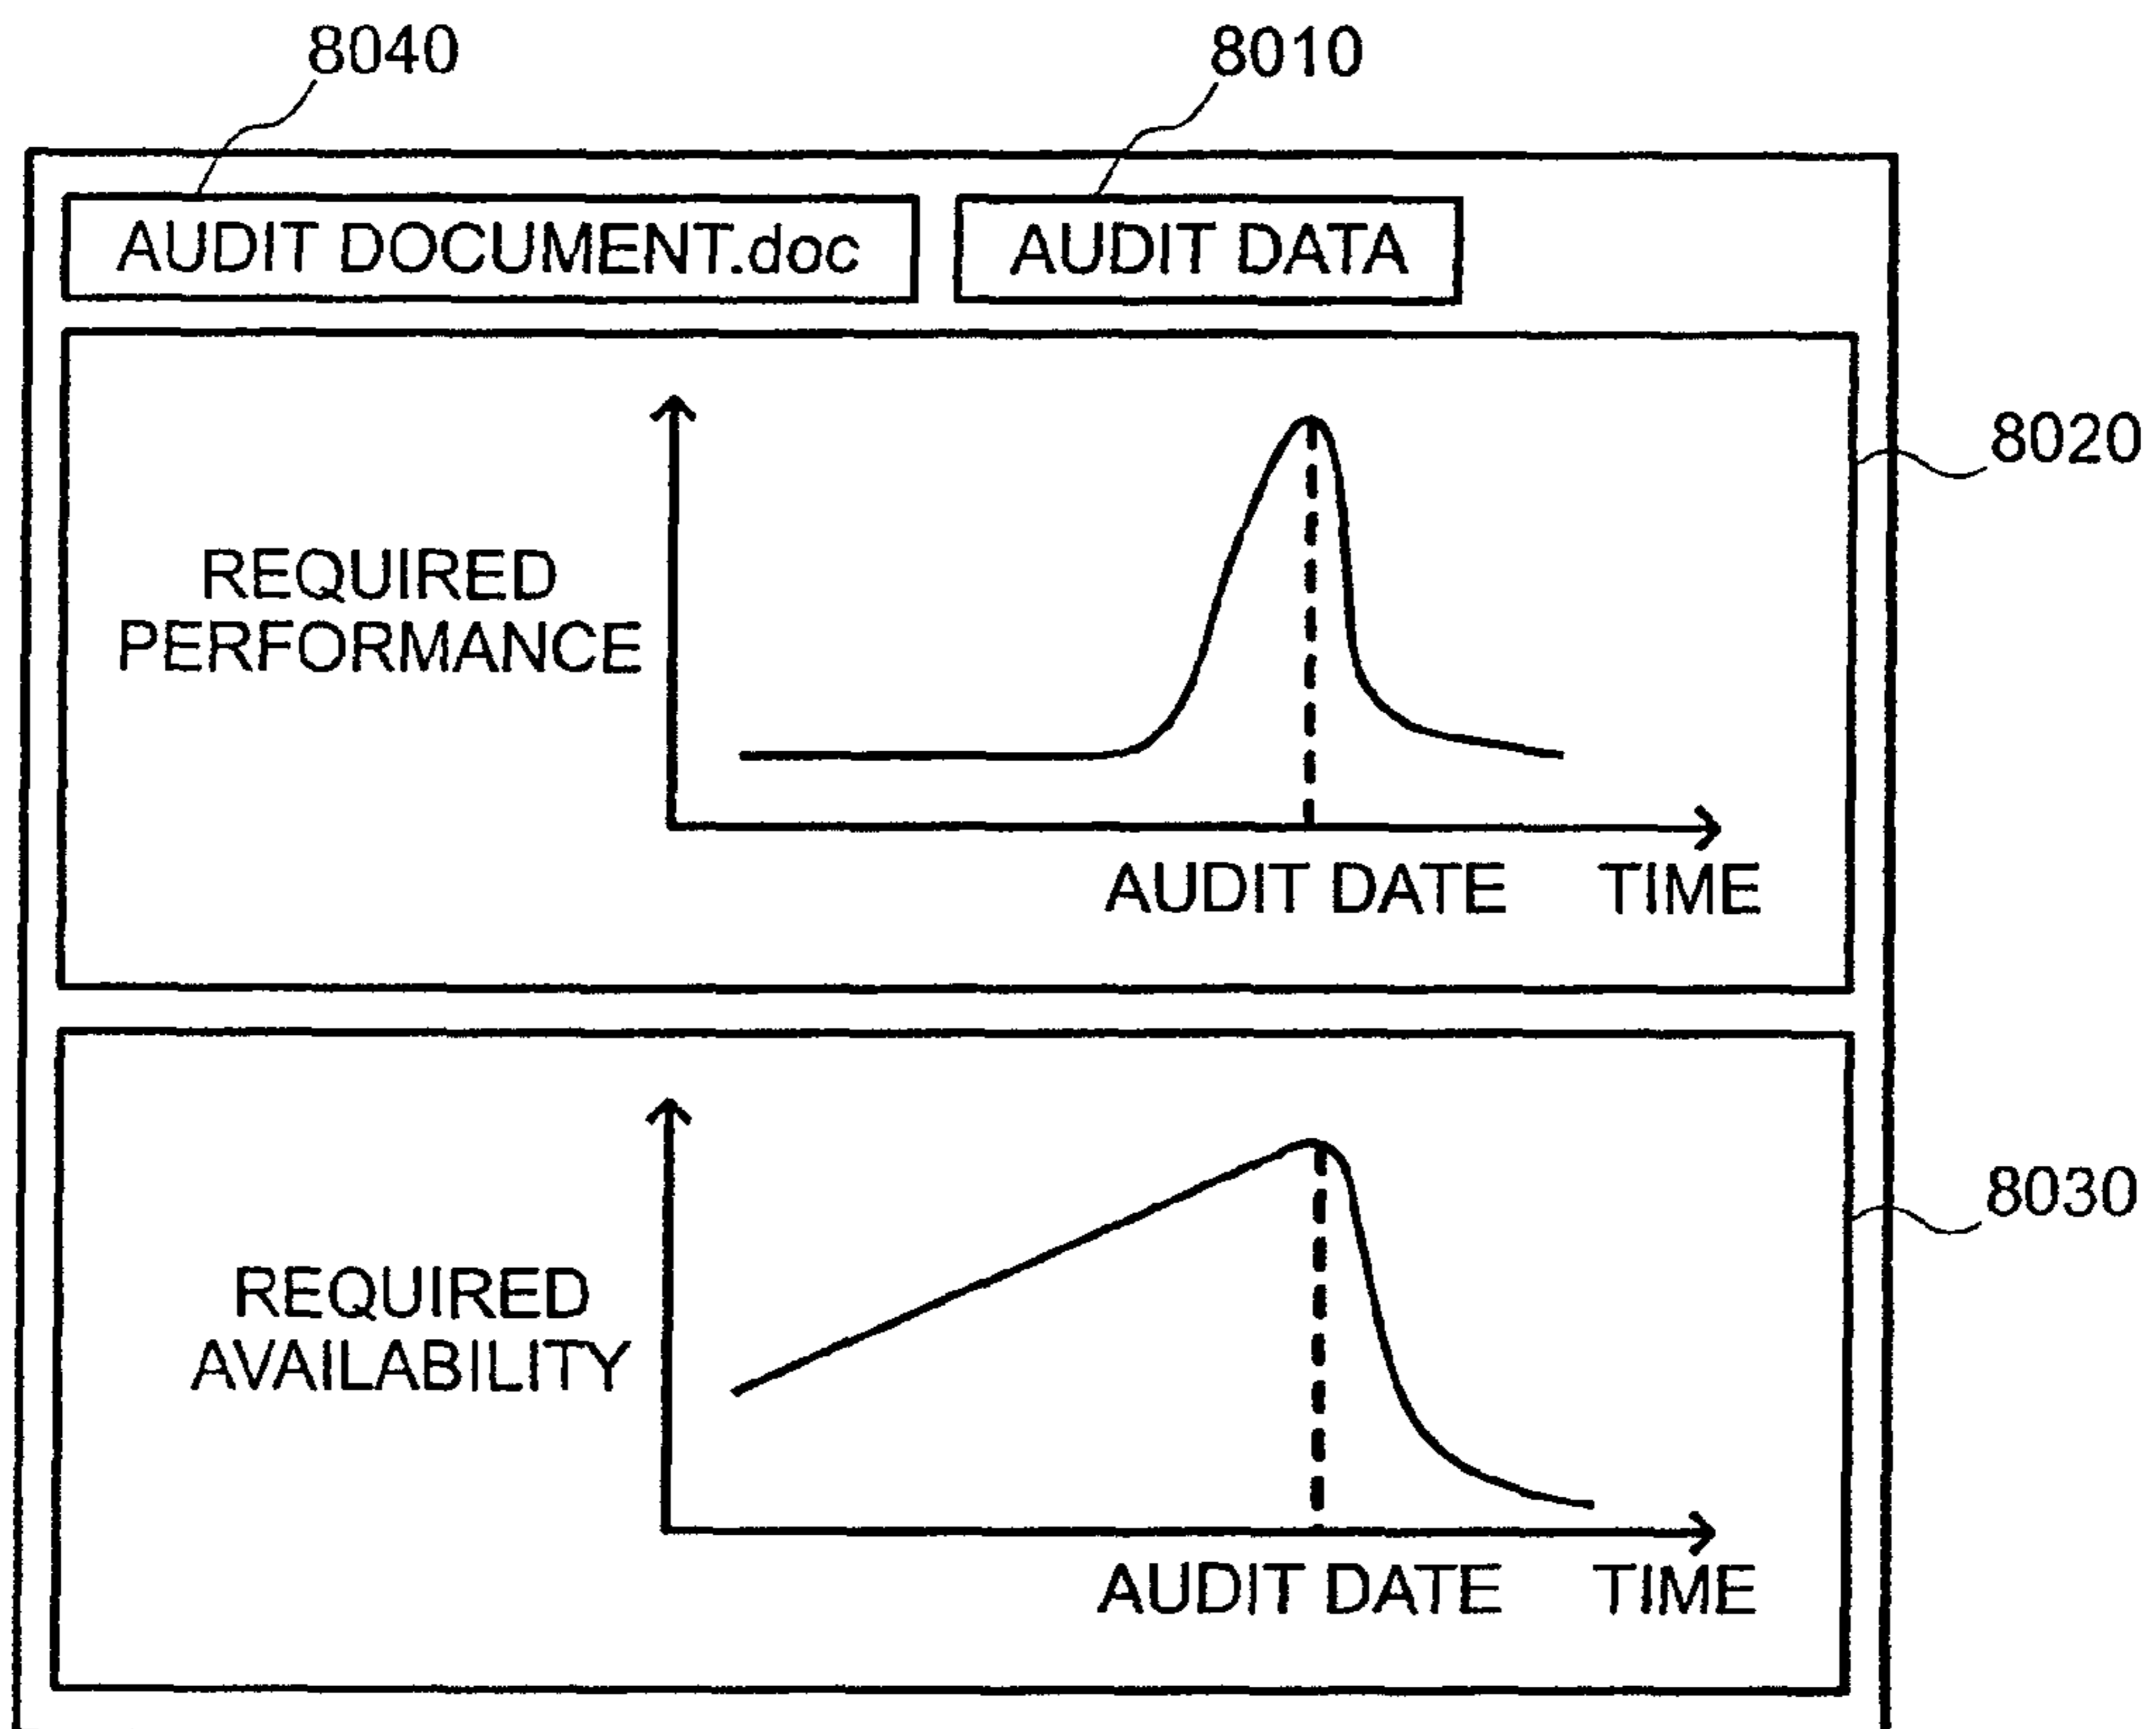 8040 8010
AUDIT DOCUMENT.doc AUDIT DATA
8020
REQUIRED
PERFORMANCE
AUDIT DATE TIME
8030
REQUIRED
AVAILABILITY
AUDIT DATE TIME